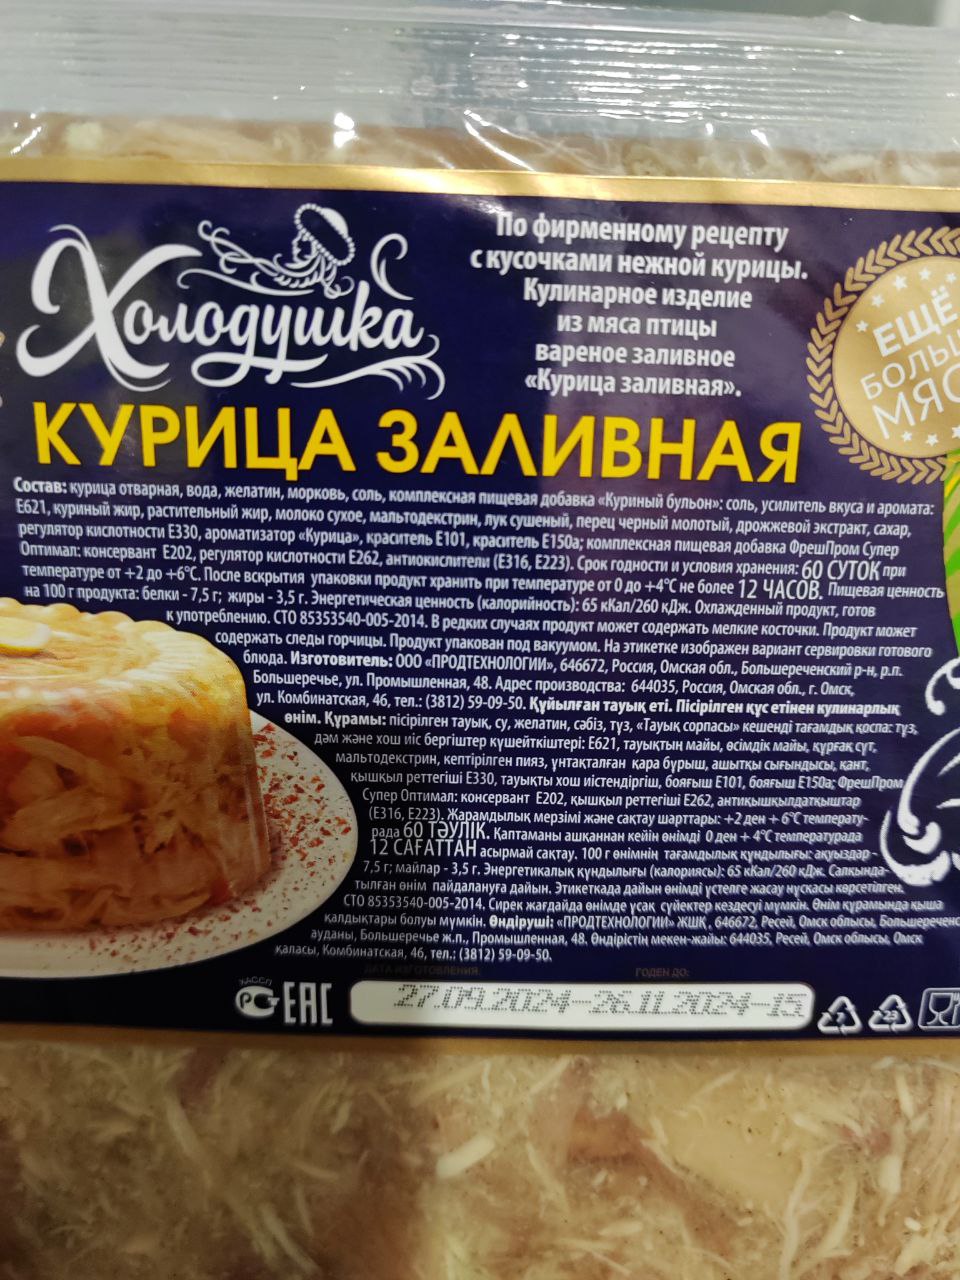 Холодушка
По фирменному рецепту
с кусочками нежной курицы.
Кулинарное изделие
из мяса птицы
вареное заливное
«Курица заливная».
ЕЩЁ
БОЛЬ
МЯС
КУРИЦА ЗАЛИВНАЯ
Состав: курица отварная, вода, желатин, морковь, соль, комплексная пищевая добавка «Куриный бульон»: соль, усилитель вкуса и аромата:
Е621, куриный жир, растительный жир, молоко сухое, мальтодекстрин, лук сушеный, перец черный молотый, дрожжевой экстракт, сахар,
регулятор кислотности Е330, ароматизатор «Курица», краситель Е101, краситель Е150а; комплексная пищевая добавка ФрешПром Супер
Оптимал: консервант Е202, регулятор кислотности Е262, антиокислители (Е316, Е223). Срок годности и условия хранения: 60 СУТОК при
температуре от +2 до +6°С. После вскрытия упаковки продукт хранить при температуре от 0 до +4°С не более 12 ЧАСОВ. Пищевая ценность
на 100 г продукта: белки - 7,5 г; жиры - 3,5 г. Энергетическая ценность (калорийность): 65 кКал/260 кДж. Охлажденный продукт, готов
к употреблению. СТО 85353540-005-2014. В редких случаях продукт может содержать мелкие косточки. Продукт может
содержать следы горчицы. Продукт упакован под вакуумом. На этикетке изображен вариант сервировки готового
блюда. Изготовитель: ООО «ПРОДТЕХНОЛОГИИ», 646672, Россия, Омская обл., Большереченский р-н, р.п.
Большеречье, ул. Промышленная, 48. Адрес производства: 644035, Россия, Омская обл., г. Омск,
ул. Комбинатская, 46, тел.: (3812) 59-09-50. Құйылған тауық еті. Пісірілген құс етінен кулинарлық
өнім. Құрамы: пісірілген тауық, су, желатин, сәбіз, тұз, «Тауық сорпасы» кешенді тағамдық қоспа: тұз,
дәм және хош иіс бергіштер күшейткіштері: Е621, тауықтың майы, өсімдік майы, құрғақ сүт,
мальтодекстрин, кептірілген пияз, ұнтақталған қара бұрыш, ашытқы сығындысы, қант,
қышқыл реттегіші Е330, тауықты хош иістендіргіш, бояғыш Е101, бояғыш Е150а; ФрешПром
Супер Оптимал: консервант Е202, қышқыл реттегіші Е262, антиқышқылдатқыштар
(Е316, Е223). Жарамдылық мерзімі және сақтау шарттары: +2 ден + 6°С температу-
рада 60 ТӘУЛІК. Қаптаманы ашқаннан кейін өнімді 0 ден + 4°С температурада
12 САҒАТТАН асырмай сақтау. 100 г өнімнің тағамдылық құндылығы: ақуыздар -
7,5 г; майлар - 3,5 г. Энергетикалық құндылығы (калориясы): 65 кКал/260 кДж. Салқында-
тылған өнім пайдалануға дайын. Этикеткада дайын өнімді үстелге жасау нұсқасы көрсетілген.
СТО 85353540-005-2014. Сирек жағдайда өнімде ұсақ сүйектер кездесуі мүмкін. Өнім құрамында қыша
қалдықтары болуы мүмкін. Өндіруші: «ПРОДТЕХНОЛОГИИ» ЖШҚ, 646672, Ресей, Омск облысы, Большеречен
ауданы, Большеречье ж.п., Промышленная, 48. Өндірістің мекен-жайы: 644035, Ресей, Омск облысы, Омск
қаласы, Комбинатская, 46, тел.: (3812) 59-09-50.
ДАТА ИЗГОТОВЛЕНИЯ:
ГОДЕН ДО:
ХАССП
РСТ
ЕАС
27.09.2024-26.11.2024-15